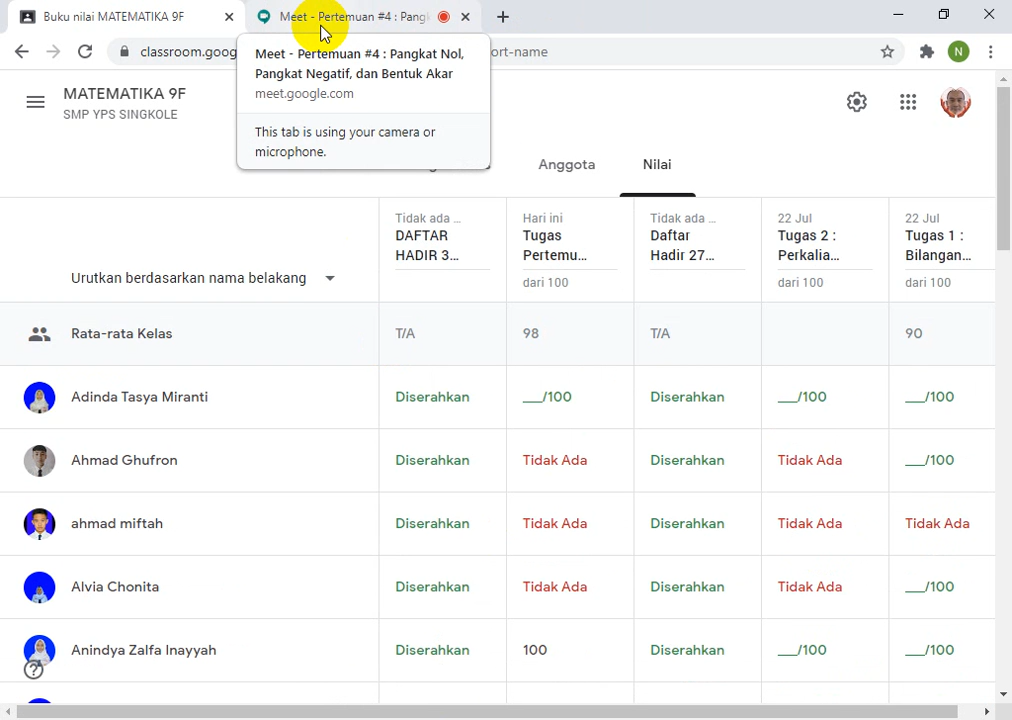 Buku nilai MATEMATIKA 9F
Meet - Pertemuan #4 : Pang
classroom.goog
ort-name
N
Meet - Pertemuan #4 : Pangkat Nol,
Pangkat Negatif, dan Bentuk Akar
meet.google.com
This tab is using your camera or
microphone.
MATEMATIKA 9F
SMP YPS SINGKOLE
Anggota
Nilai
Urutkan berdasarkan nama belakang
Tidak ada ...
DAFTAR
HADIR 3...
Hari ini
Tugas
Pertemu...
dari 100
Tidak ada ...
Daftar
Hadir 27...
22 Jul
Tugas 2 :
Perkalia...
dari 100
22 Jul
Tugas 1 :
Bilangan...
dari 100
Rata-rata Kelas T/A 98 T/A 90
Adinda Tasya Miranti Diserahkan ___/100 Diserahkan ___/100 ___/100
Ahmad Ghufron Diserahkan Tidak Ada Diserahkan Tidak Ada ___/100
ahmad miftah Diserahkan Tidak Ada Diserahkan Tidak Ada Tidak Ada
Alvia Chonita Diserahkan Tidak Ada Diserahkan Tidak Ada ___/100
Anindya Zalfa Inayyah Diserahkan 100 Diserahkan ___/100 ___/100
?